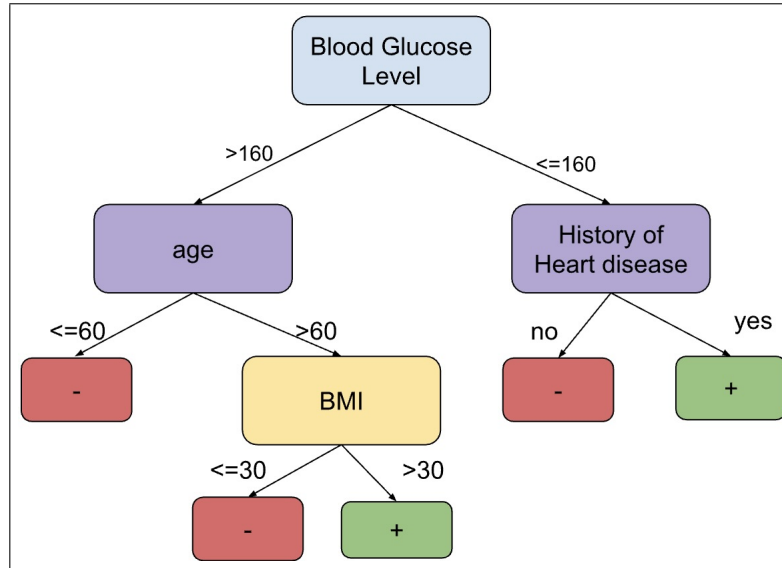 Blood Glucose
Level
>160
<=160
age
History of
Heart disease
<=60
>60
no
yes
-
BMI
-
+
<=30
>30
-
+